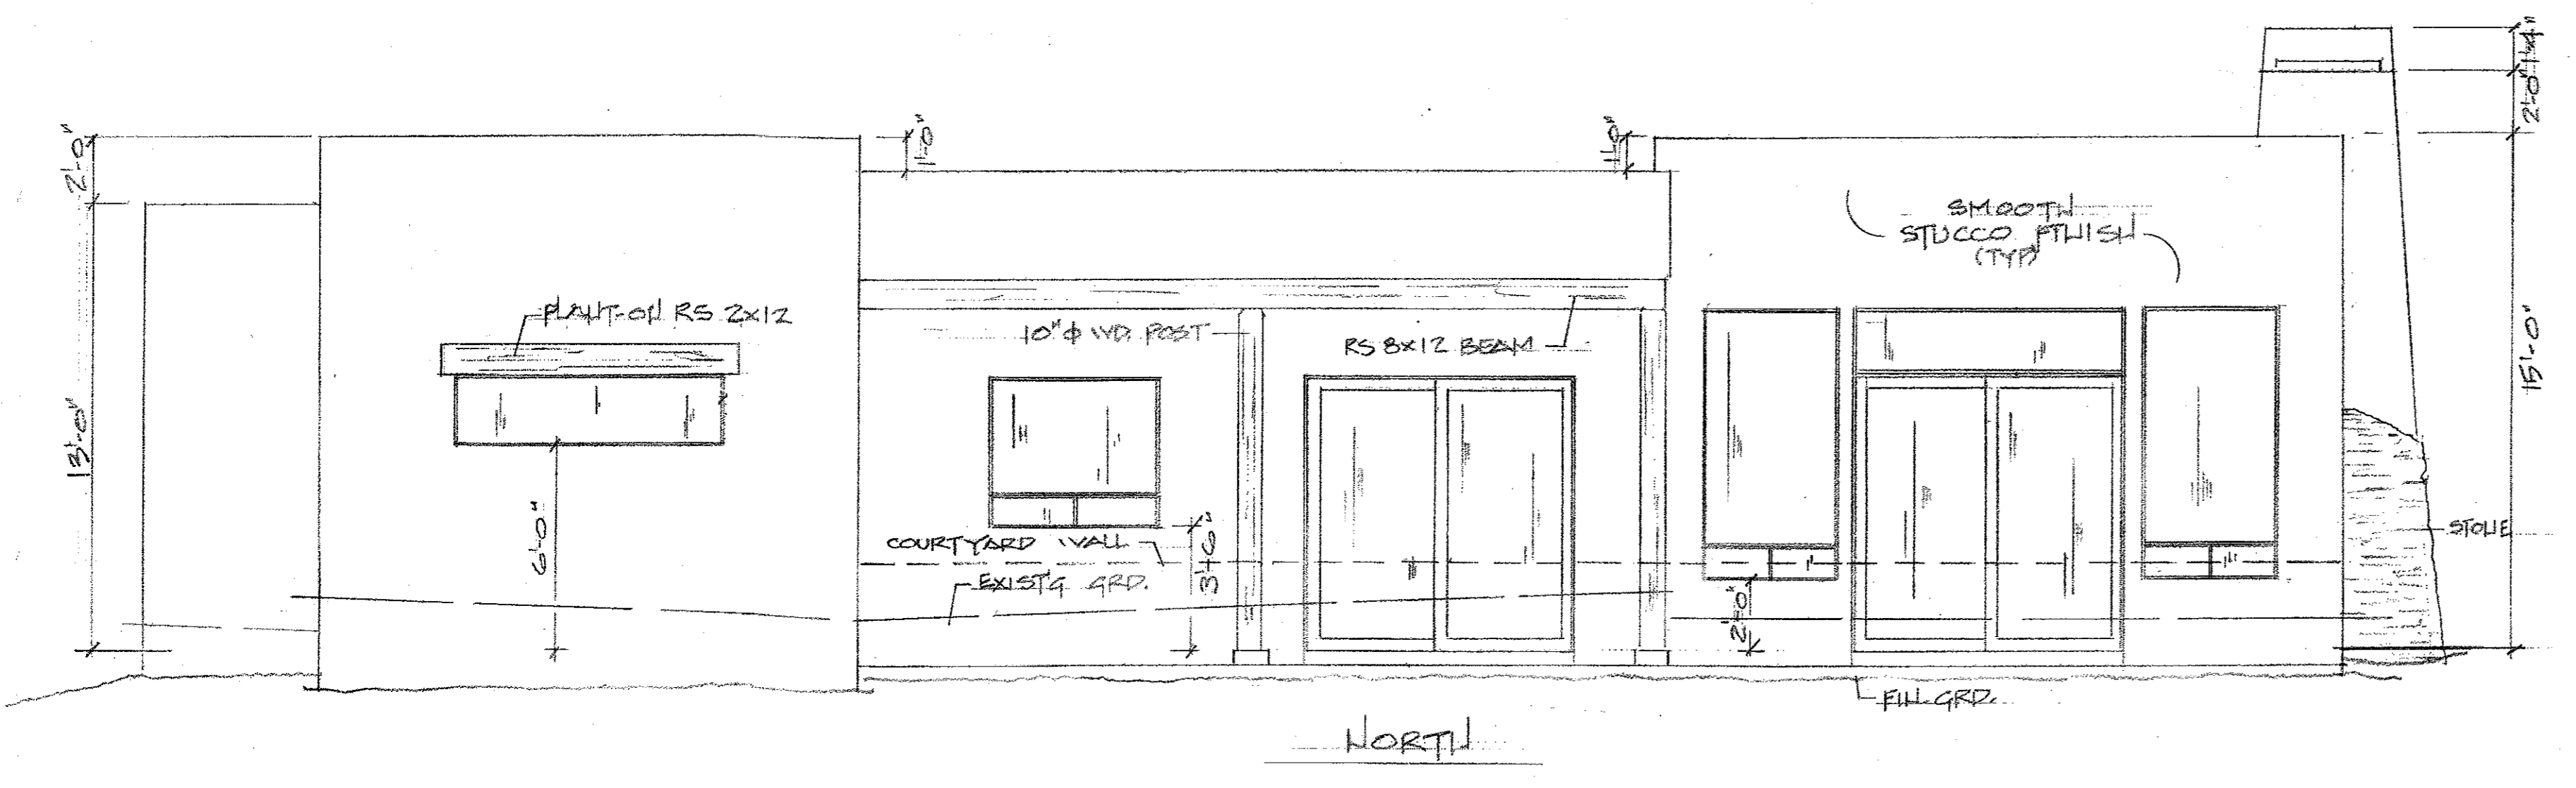 2'-0"
13'-0"
PLANT-ON RS 2X12
6'-0"
1'-0"
10"ϕ WD. POST
RS 8X12 BEAM
COURTYARD WALL
EXIST'G GRD.
3'-6"
1'-0"
SMOOTH
STUCCO FINISH
(TYP)
2'-0"
1'-4"
2'-0"
15'-0"
STONE
FIN. GRD.
NORTH